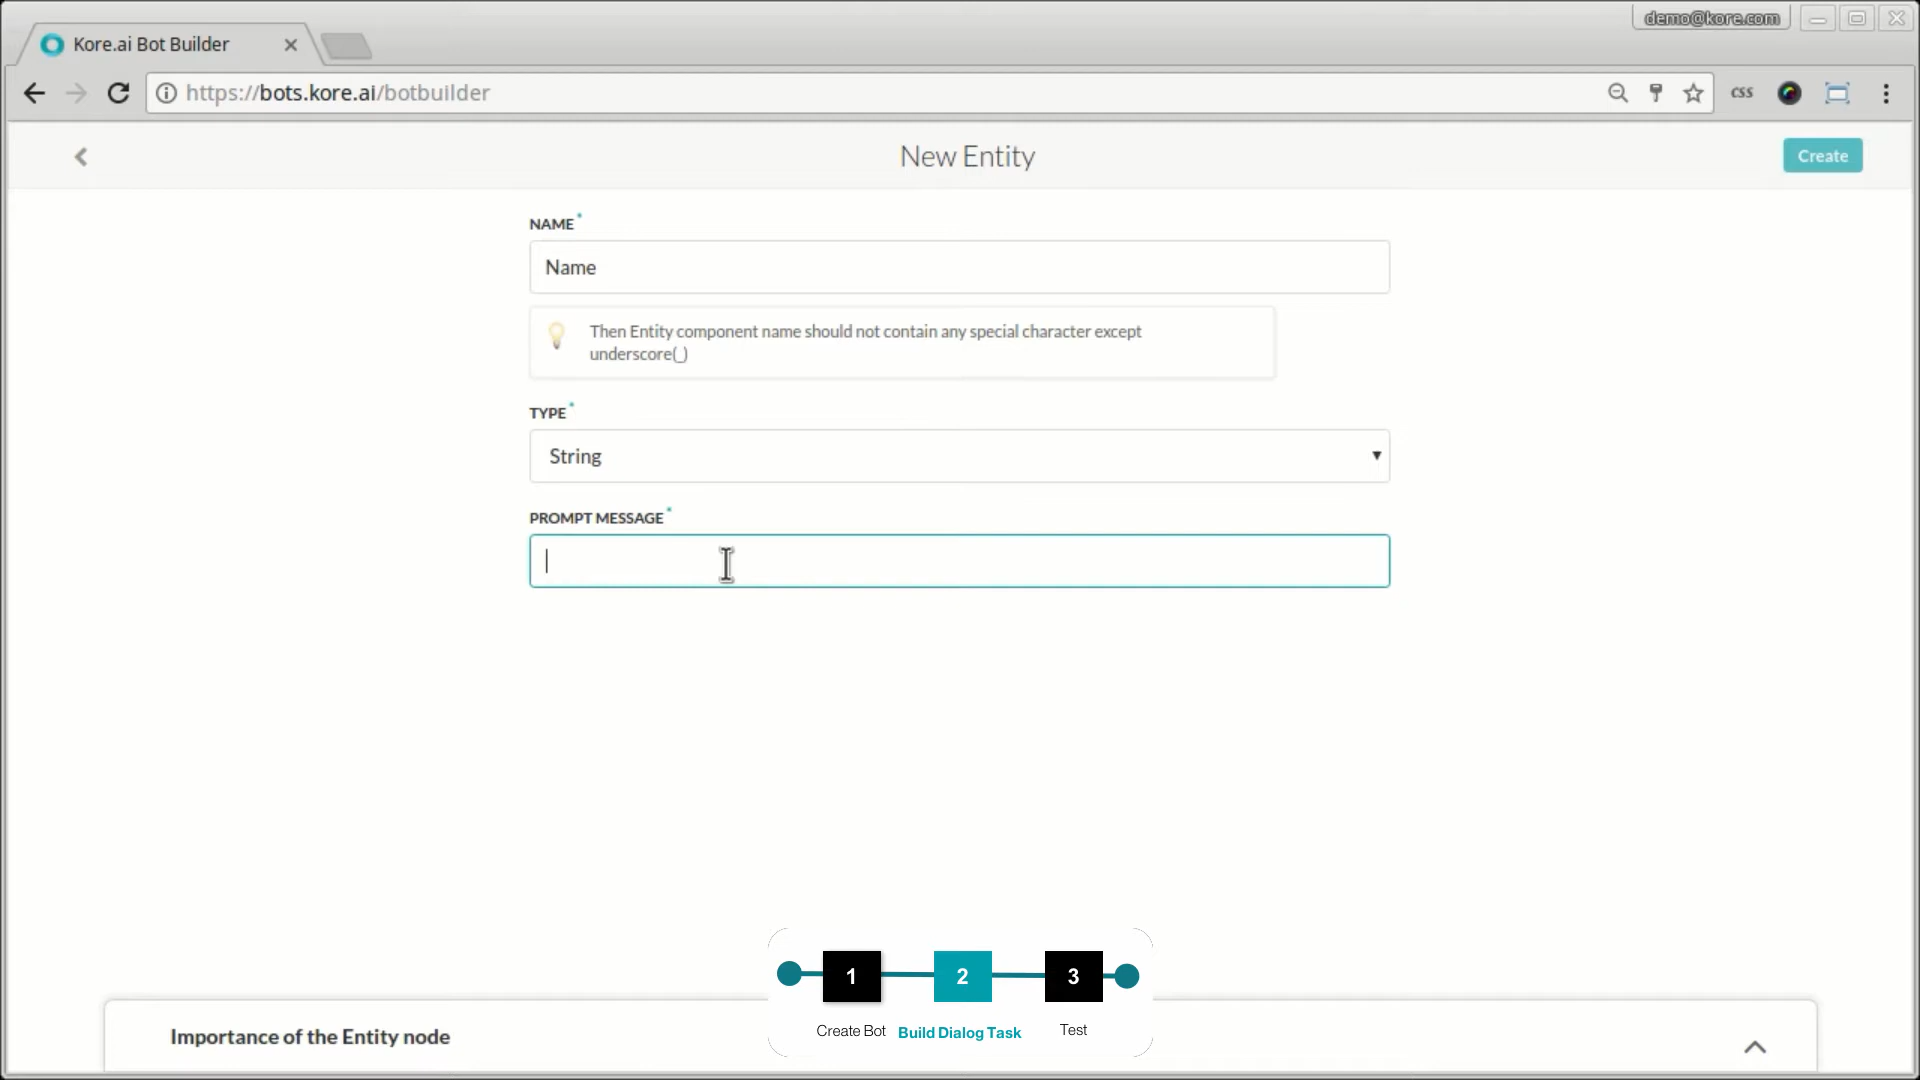 demo@kore.com
Kore.ai Bot Builder
https://bots.kore.ai/botbuilder
css
New Entity
Create
NAME*
Name
Then Entity component name should not contain any special character except
underscore(_)
TYPE*
String
PROMPT MESSAGE*
1
2
3
Create Bot
Build Dialog Task
Test
Importance of the Entity node